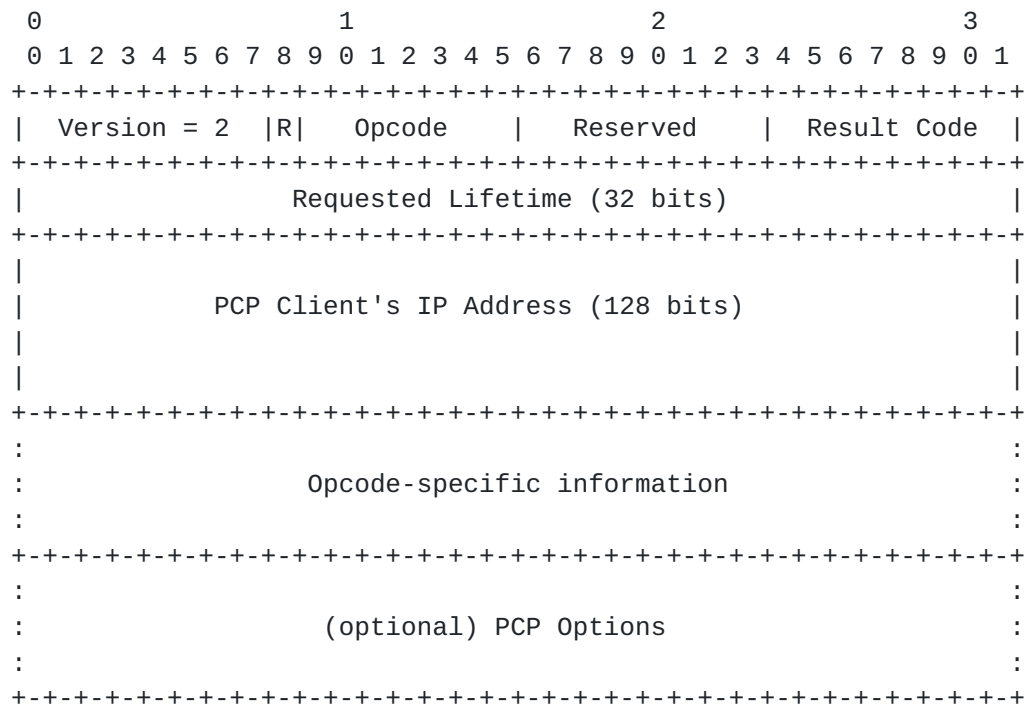 0                   1                   2                   3
 0 1 2 3 4 5 6 7 8 9 0 1 2 3 4 5 6 7 8 9 0 1 2 3 4 5 6 7 8 9 0 1
+-+-+-+-+-+-+-+-+-+-+-+-+-+-+-+-+-+-+-+-+-+-+-+-+-+-+-+-+-+-+-+-+
|  Version = 2  |R|   Opcode    |   Reserved    |  Result Code  |
+-+-+-+-+-+-+-+-+-+-+-+-+-+-+-+-+-+-+-+-+-+-+-+-+-+-+-+-+-+-+-+-+
|                 Requested Lifetime (32 bits)                  |
+-+-+-+-+-+-+-+-+-+-+-+-+-+-+-+-+-+-+-+-+-+-+-+-+-+-+-+-+-+-+-+-+
|                                                               |
|            PCP Client's IP Address (128 bits)                 |
|                                                               |
|                                                               |
+-+-+-+-+-+-+-+-+-+-+-+-+-+-+-+-+-+-+-+-+-+-+-+-+-+-+-+-+-+-+-+-+
:                                                               :
:                  Opcode-specific information                  :
:                                                               :
+-+-+-+-+-+-+-+-+-+-+-+-+-+-+-+-+-+-+-+-+-+-+-+-+-+-+-+-+-+-+-+-+
:                                                               :
:                   (optional) PCP Options                      :
:                                                               :
+-+-+-+-+-+-+-+-+-+-+-+-+-+-+-+-+-+-+-+-+-+-+-+-+-+-+-+-+-+-+-+-+